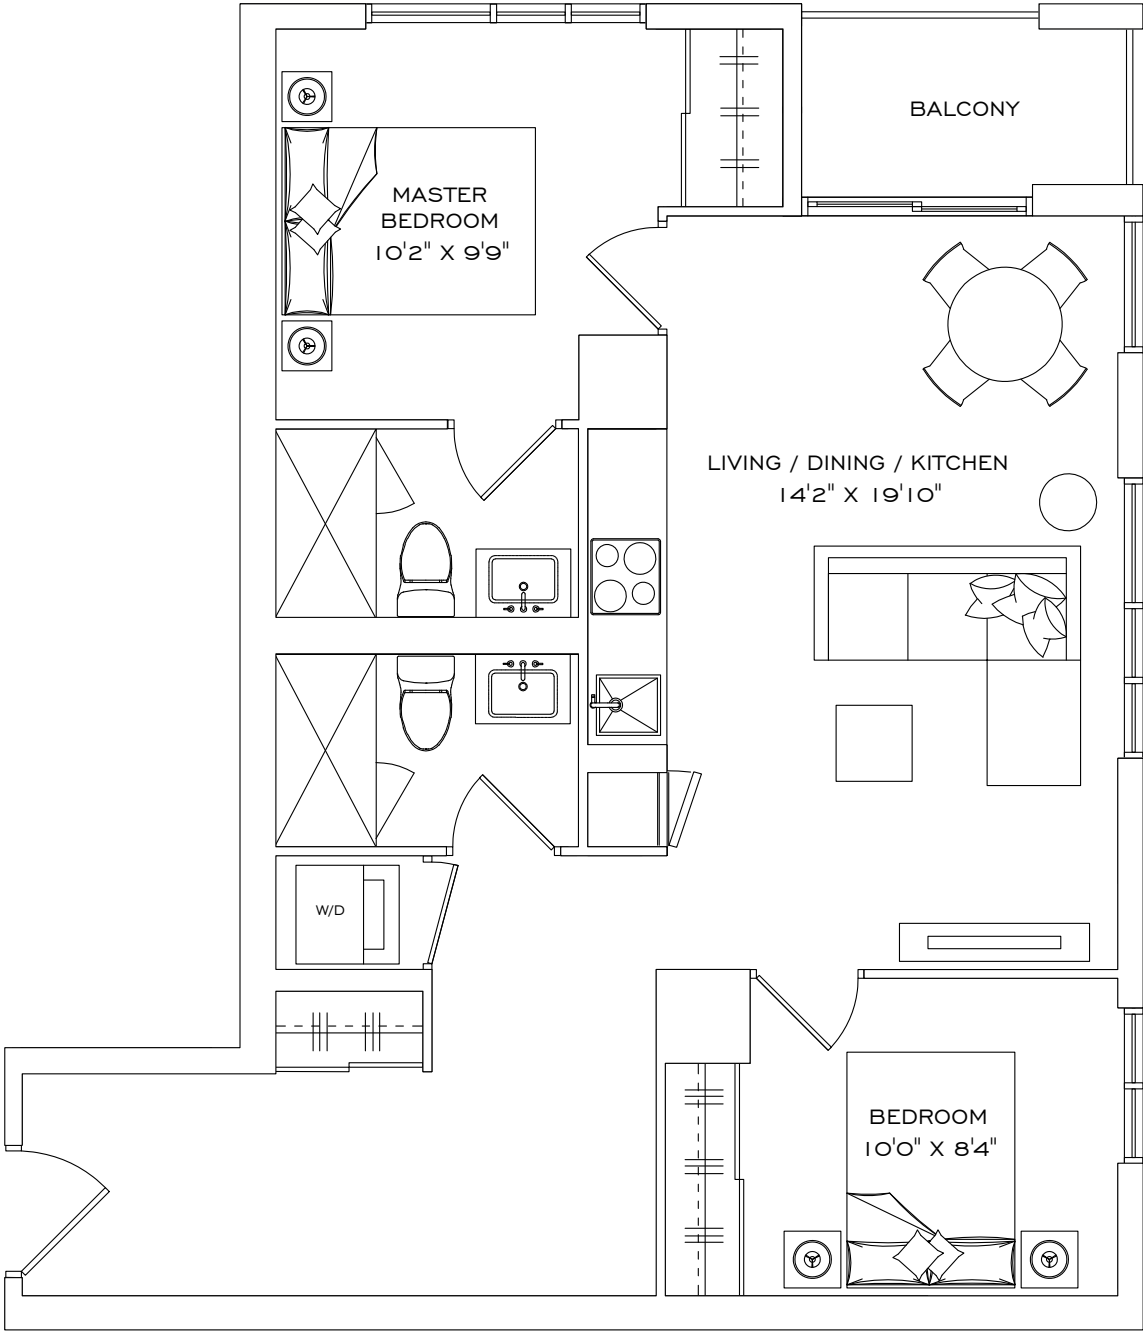 BALCONY
MASTER
BEDROOM
10'2" X 9'9"
LIVING / DINING / KITCHEN
14'2" X 19'10"
W/D
BEDROOM
10'0" X 8'4"